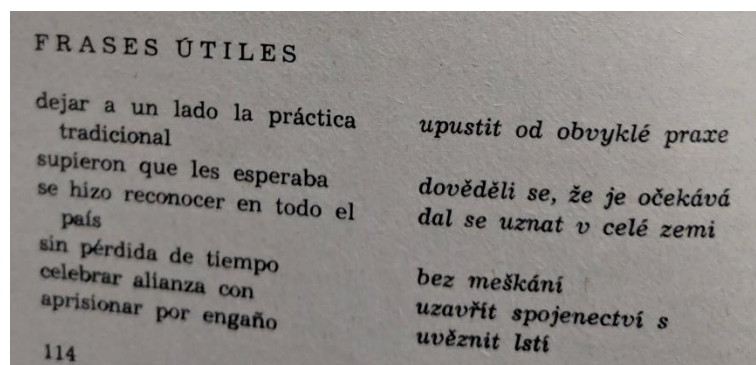 FRASES ÚTILES
dejar a un lado la práctica
tradicional
supieron que les esperaba
se hizo reconocer en todo el
país
sin pérdida de tiempo
celebrar alianza con
aprisionar por engaño
upustit od obvyklé praxe
dověděli se, že je očekává
dal se uznat v celé zemi
bez meškání
uzavřít spojenectví s
uvěznit lstí
114